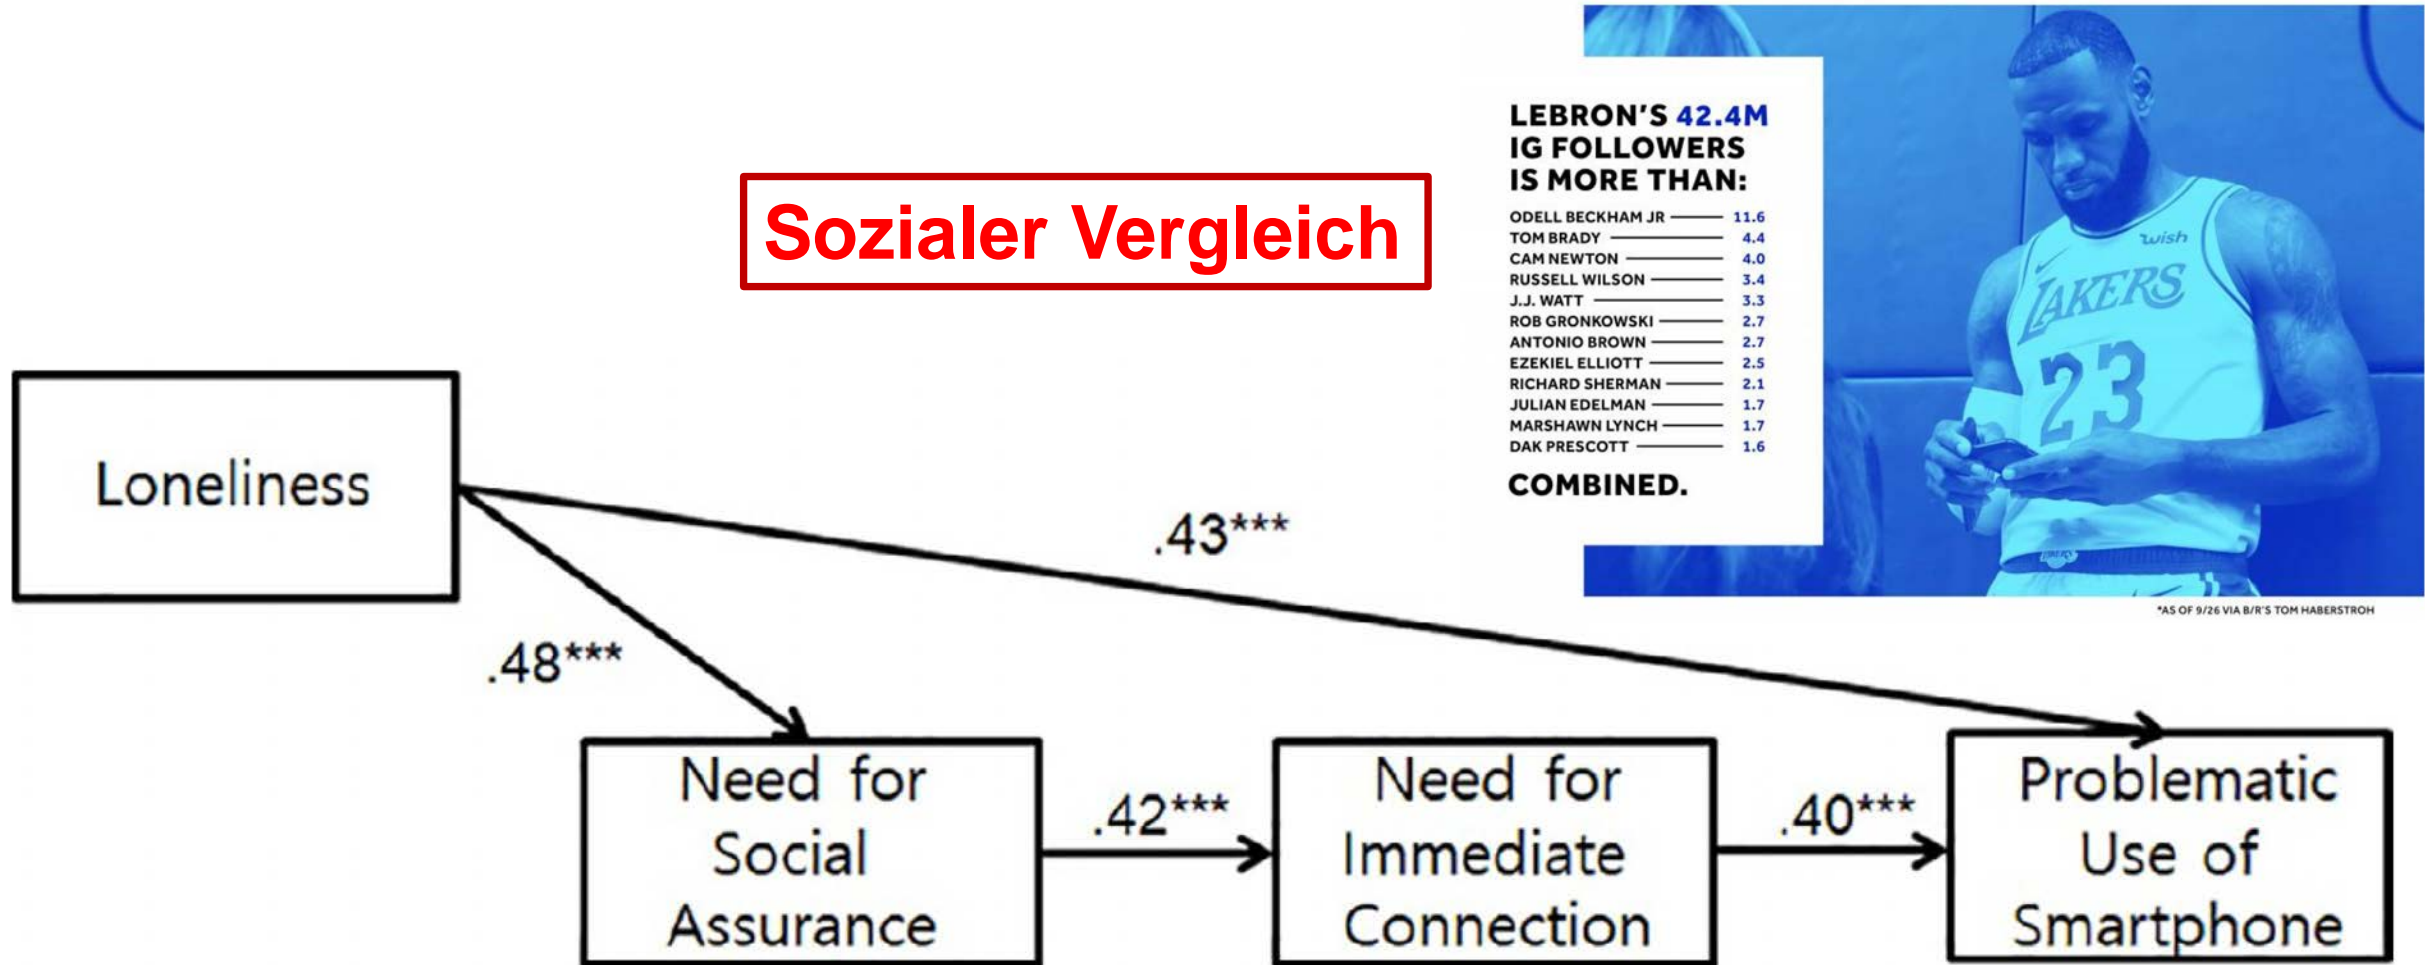 LEBRON'S 42.4M
IG FOLLOWERS
IS MORE THAN:
ODELL BECKHAM JR 11.6
TOM BRADY 4.4
CAM NEWTON 4.0
RUSSELL WILSON 3.4
J.J. WATT 3.3
ROB GRONKOWSKI 2.7
ANTONIO BROWN 2.7
EZEKIEL ELLIOTT 2.5
RICHARD SHERMAN 2.1
JULIAN EDELMAN 1.7
MARSHAWN LYNCH 1.7
DAK PRESCOTT 1.6
COMBINED.
wish
LAKERS
23
*AS OF 9/26 VIA B/R'S TOM HABERSTROH
Sozialer Vergleich
Loneliness
.43***
.48***
Need for
Social
Assurance
.42***
Need for
Immediate
Connection
.40***
Problematic
Use of
Smartphone